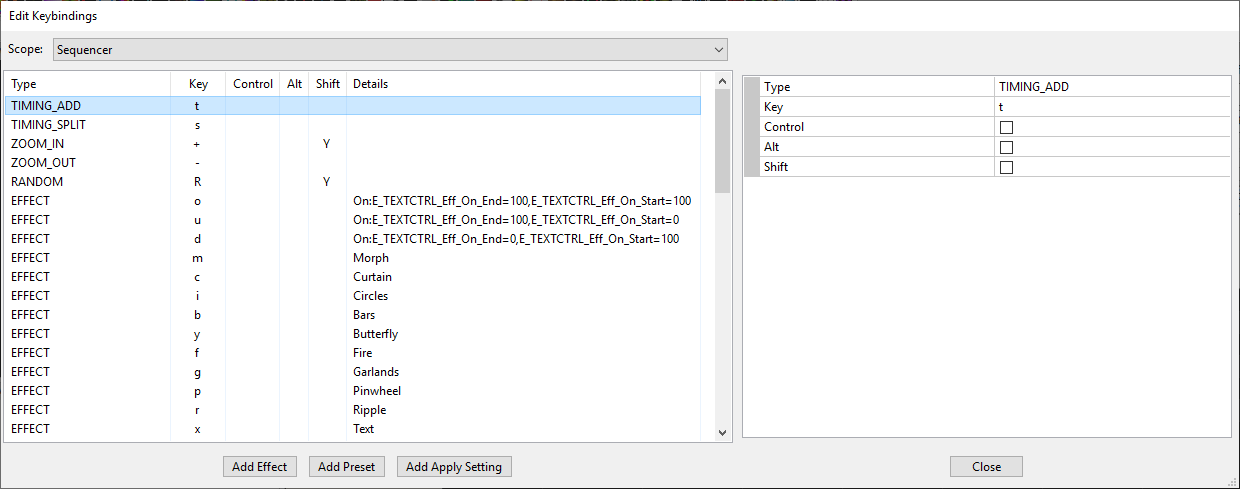 Edit Keybindings
Scope: Sequencer
Type Key Control Alt Shift Details
TIMING_ADD t
TIMING_SPLIT s
ZOOM_IN + Y
ZOOM_OUT -
RANDOM R Y
EFFECT o On:E_TEXTCTRL_Eff_On_End=100,E_TEXTCTRL_Eff_On_Start=100
EFFECT u On:E_TEXTCTRL_Eff_On_End=100,E_TEXTCTRL_Eff_On_Start=0
EFFECT d On:E_TEXTCTRL_Eff_On_End=0,E_TEXTCTRL_Eff_On_Start=100
EFFECT m Morph
EFFECT c Curtain
EFFECT i Circles
EFFECT b Bars
EFFECT y Butterfly
EFFECT f Fire
EFFECT g Garlands
EFFECT p Pinwheel
EFFECT r Ripple
EFFECT x Text
Type TIMING_ADD
Key t
Control
Alt
Shift
Add Effect Add Preset Add Apply Setting Close